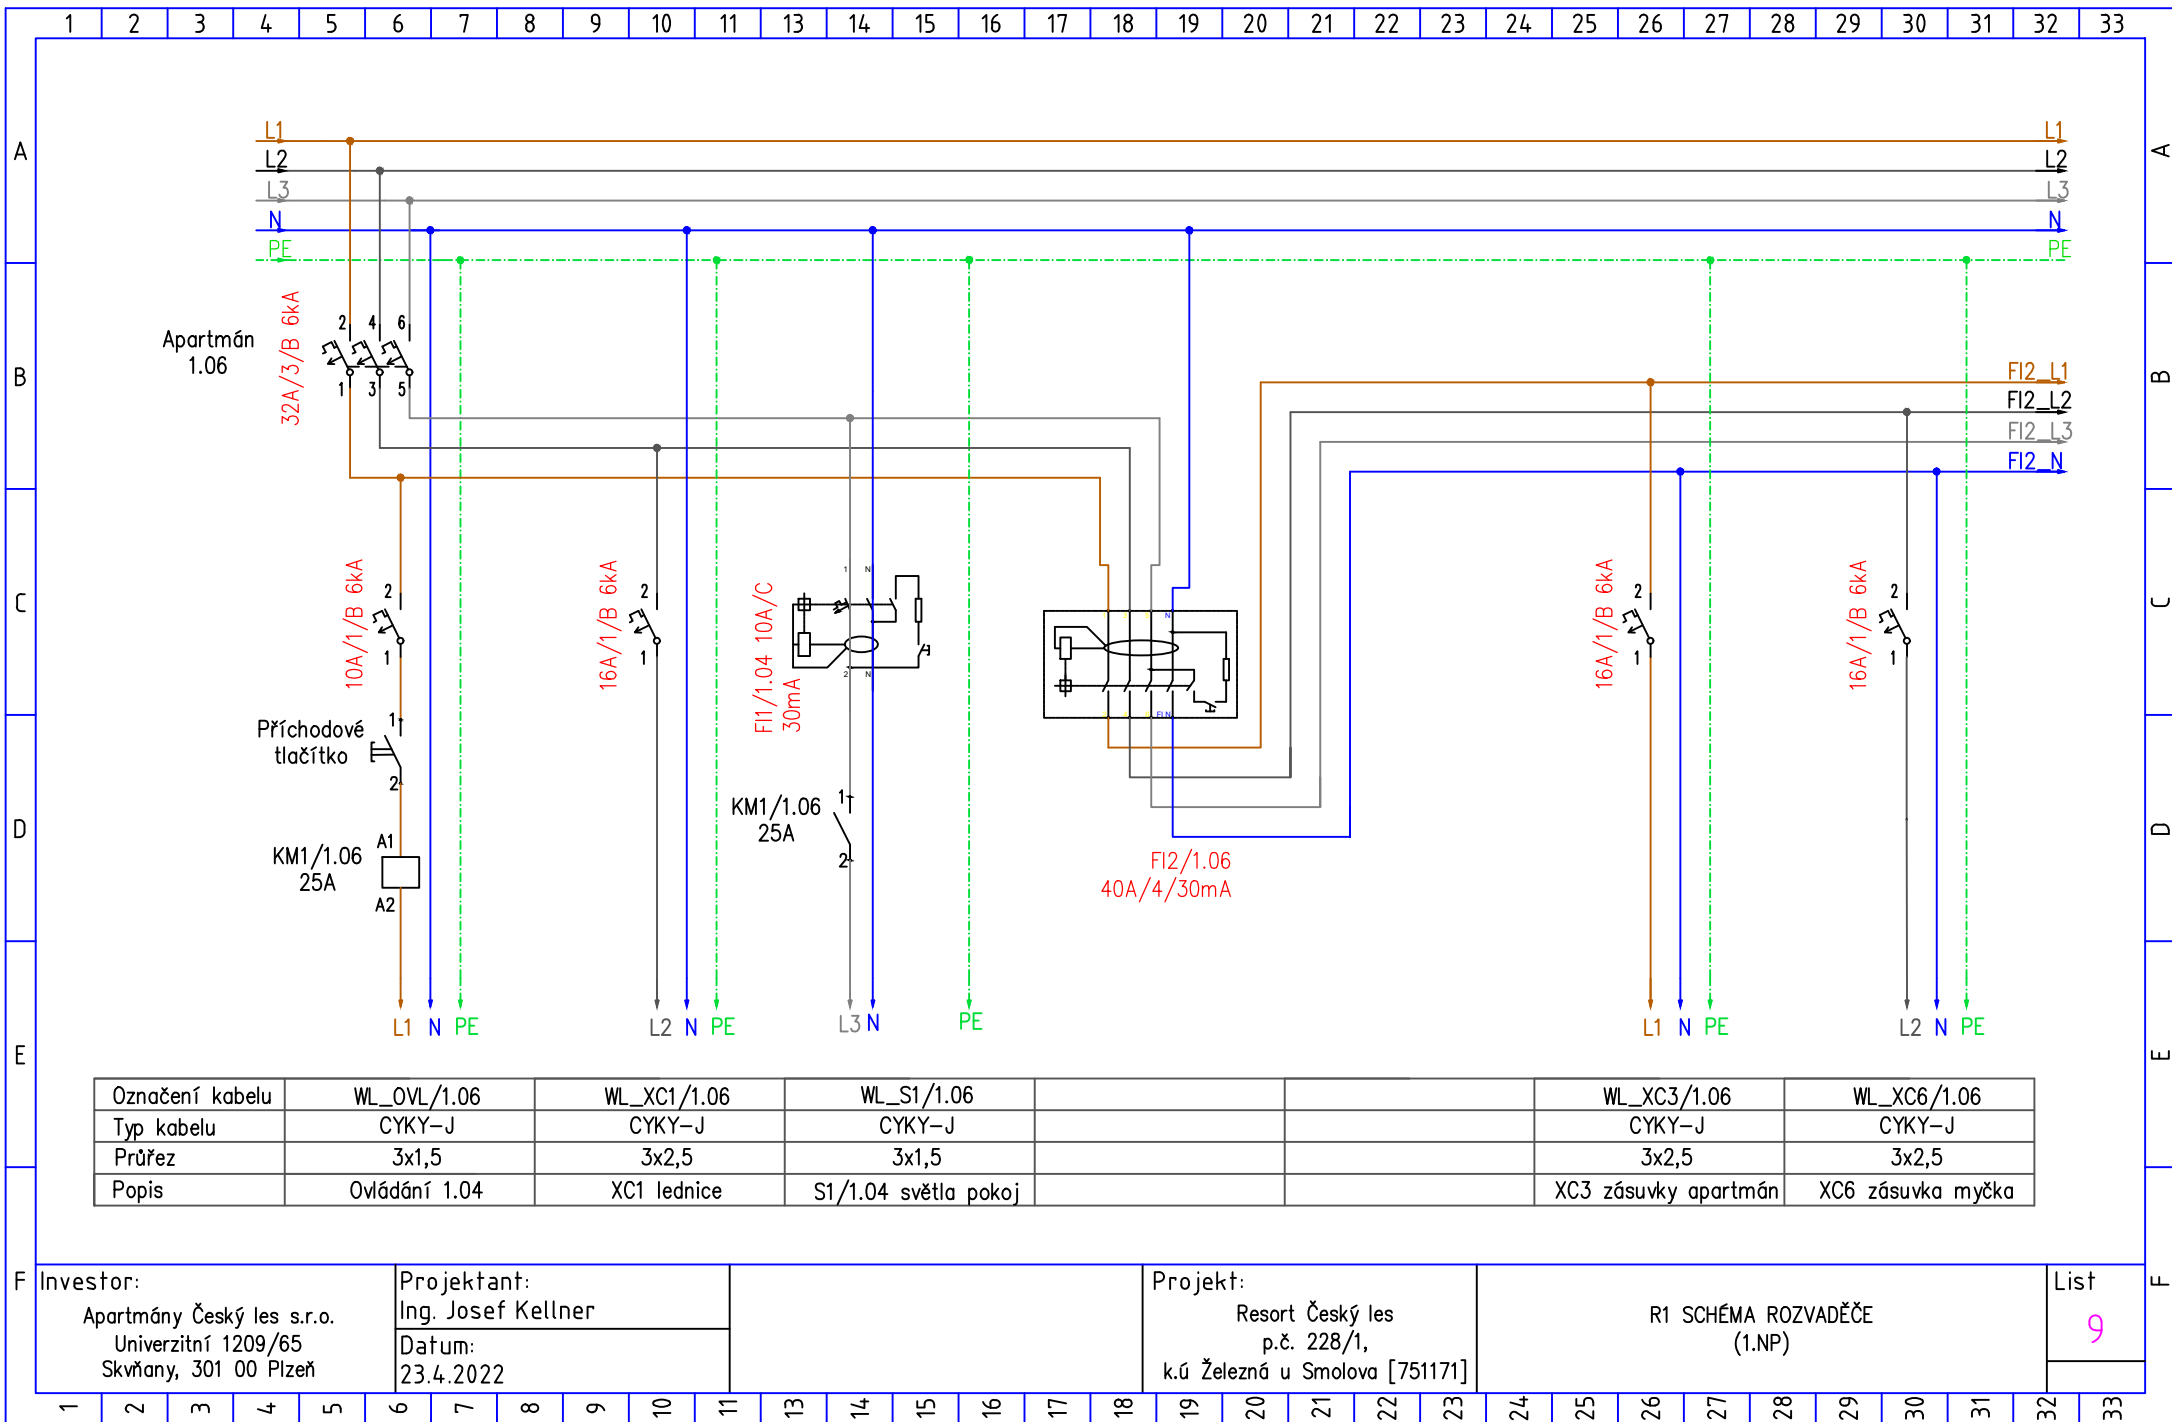 1 2 3 4 5 6 7 8 9 10 11 13 14 15 16 17 18 19 20 21 22 23 24 25 26 27 28 29 30 31 32 33
A A
L1 L1
L2 L2
L3 L3
N N
PE PE
B B
Apartmán
1.06
32A/3/B 6kA
2 4 6
1 3 5
FI2_L1
FI2_L2
FI2_L3
FI2_N
C C
10A/1/B 6kA
2
1
16A/1/B 6kA
2
1
FI1/1.04 10A/C
30mA
1 N
2 N
N
FI N
16A/1/B 6kA
2
1
16A/1/B 6kA
2
1
D D
Příchodové
tlačítko
1
2
KM1/1.06
25A
A1
A2
KM1/1.06
25A
1
2
FI2/1.06
40A/4/30mA
E E
L1 N PE L2 N PE L3 N PE L1 N PE L2 N PE
Označení kabelu WL_OVL/1.06 WL_XC1/1.06 WL_S1/1.06 WL_XC3/1.06 WL_XC6/1.06
Typ kabelu CYKY-J CYKY-J CYKY-J CYKY-J CYKY-J
Průřez 3x1,5 3x2,5 3x1,5 3x2,5 3x2,5
Popis Ovládání 1.04 XC1 lednice S1/1.04 světla pokoj XC3 zásuvky apartmán XC6 zásuvka myčka
F F
Investor:
Apartmány Český les s.r.o.
Univerzitní 1209/65
Skvňany, 301 00 Plzeň
Projektant:
Ing. Josef Kellner
Datum:
23.4.2022
Projekt:
Resort Český les
p.č. 228/1,
k.ú Železná u Smolova [751171]
R1 SCHÉMA ROZVADĚČE
(1.NP)
List
9
1 2 3 4 5 6 7 8 9 10 11 13 14 15 16 17 18 19 20 21 22 23 24 25 26 27 28 29 30 31 32 33